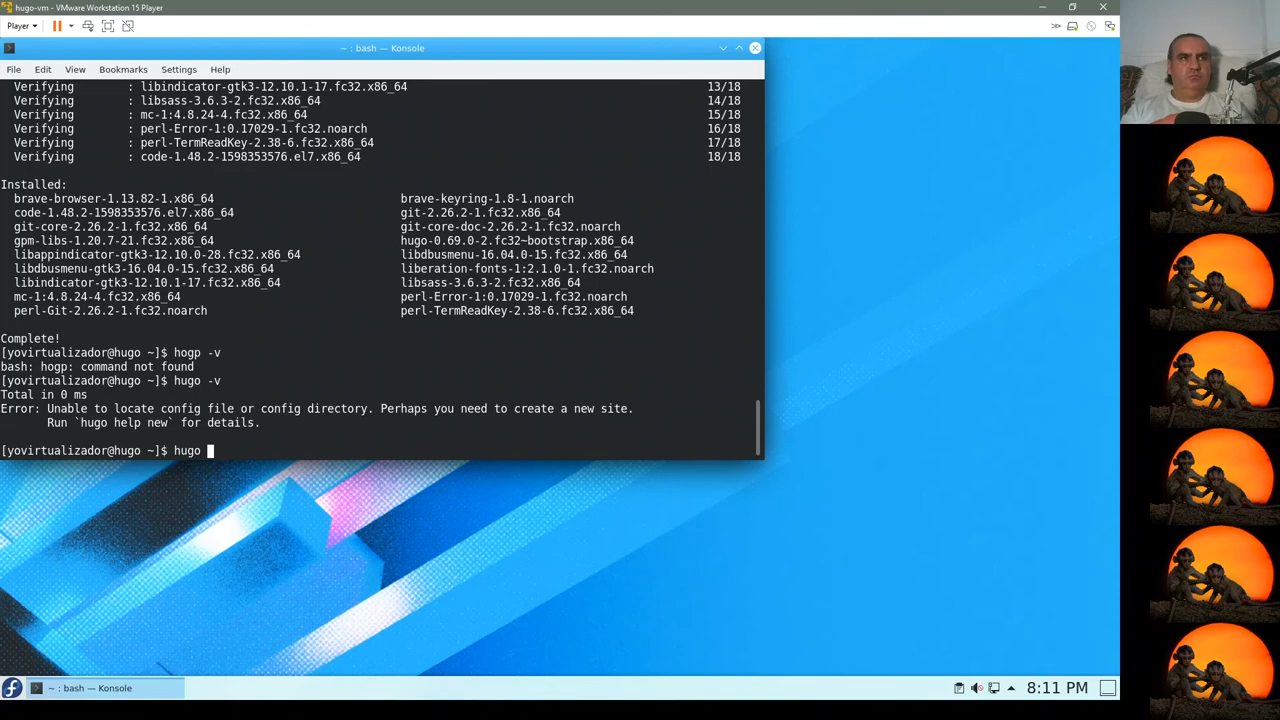 hugo-vm - VMware Workstation 15 Player
Player
~ : bash — Konsole
File Edit View Bookmarks Settings Help
Verifying : libindicator-gtk3-12.10.1-17.fc32.x86_64 13/18
Verifying : libsass-3.6.3-2.fc32.x86_64 14/18
Verifying : mc-1:4.8.24-4.fc32.x86_64 15/18
Verifying : perl-Error-1:0.17029-1.fc32.noarch 16/18
Verifying : perl-TermReadKey-2.38-6.fc32.x86_64 17/18
Verifying : code-1.48.2-1598353576.el7.x86_64 18/18
Installed:
brave-browser-1.13.82-1.x86_64 brave-keyring-1.8-1.noarch
code-1.48.2-1598353576.el7.x86_64 git-2.26.2-1.fc32.x86_64
git-core-2.26.2-1.fc32.x86_64 git-core-doc-2.26.2-1.fc32.noarch
gpm-libs-1.20.7-21.fc32.x86_64 hugo-0.69.0-2.fc32~bootstrap.x86_64
libappindicator-gtk3-12.10.0-28.fc32.x86_64 libdbusmenu-16.04.0-15.fc32.x86_64
libdbusmenu-gtk3-16.04.0-15.fc32.x86_64 liberation-fonts-1:2.1.0-1.fc32.noarch
libindicator-gtk3-12.10.1-17.fc32.x86_64 libsass-3.6.3-2.fc32.x86_64
mc-1:4.8.24-4.fc32.x86_64 perl-Error-1:0.17029-1.fc32.noarch
perl-Git-2.26.2-1.fc32.noarch perl-TermReadKey-2.38-6.fc32.x86_64
Complete!
[yovirtualizador@hugo ~]$ hogp -v
bash: hogp: command not found
[yovirtualizador@hugo ~]$ hugo -v
Total in 0 ms
Error: Unable to locate config file or config directory. Perhaps you need to create a new site.
Run `hugo help new` for details.
[yovirtualizador@hugo ~]$ hugo
~ : bash — Konsole
8:11 PM